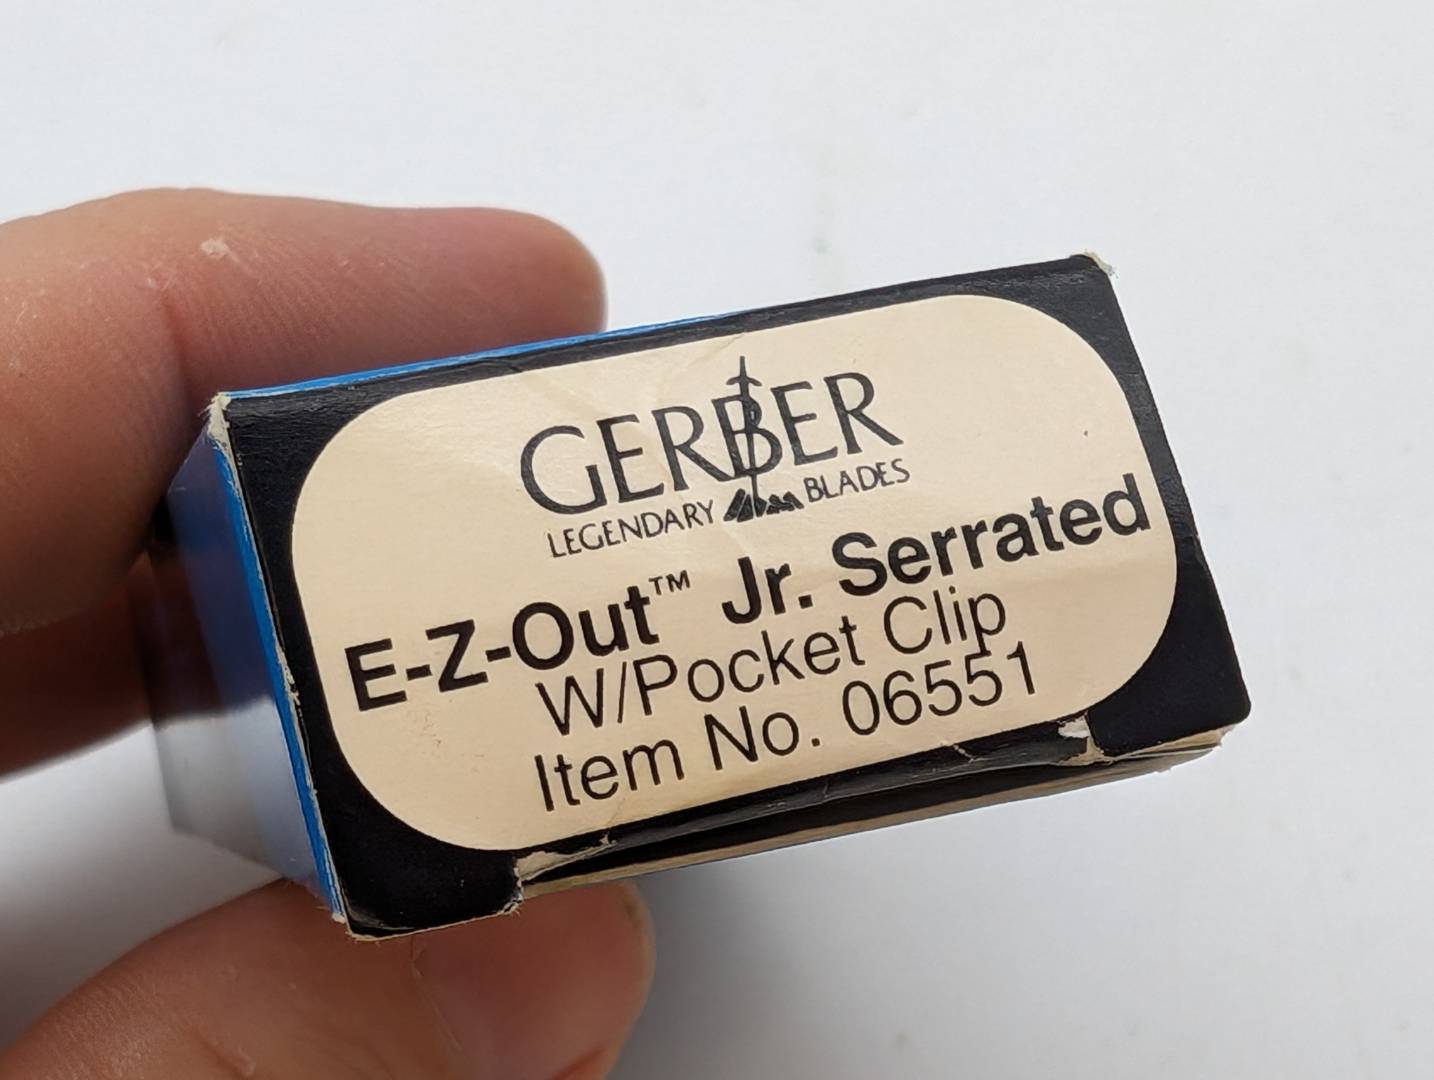 GERBER
LEGENDARY BLADES
E-Z-Out™ Jr. Serrated
W/Pocket Clip
Item No. 06551